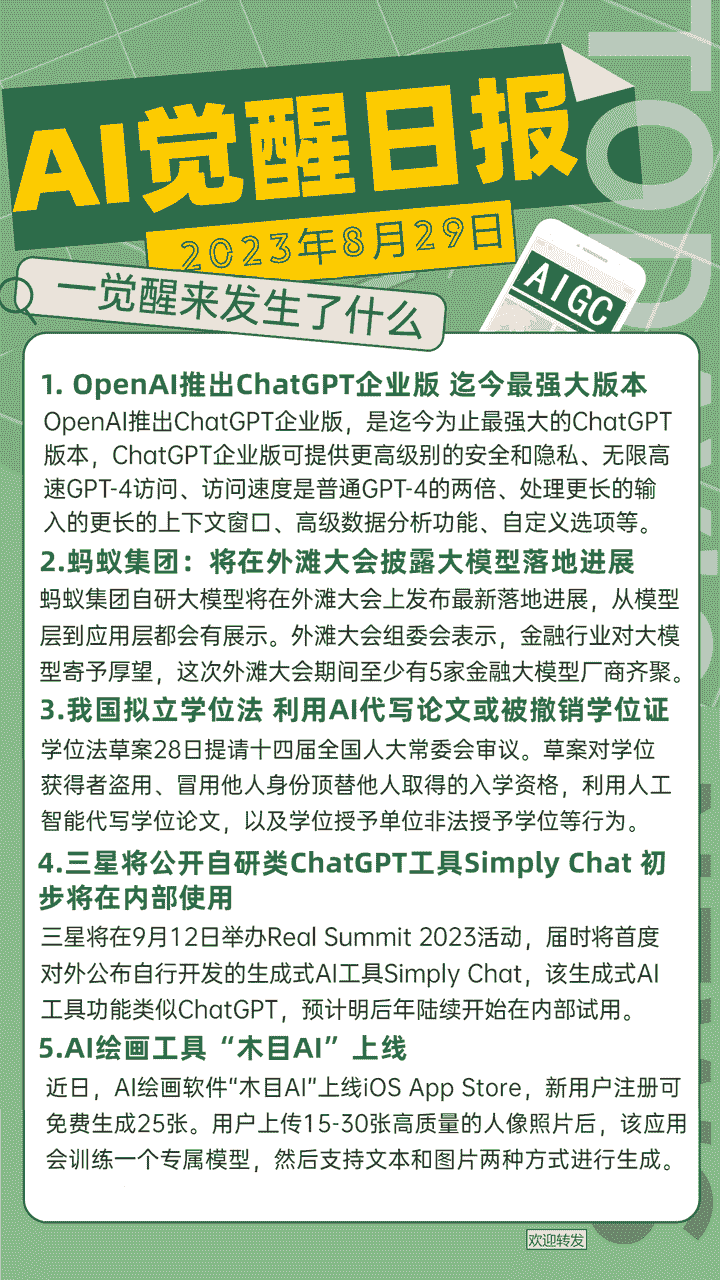 AI觉醒日报
2023年8月29日
一觉醒来发生了什么
AIGC
1. OpenAI推出ChatGPT企业版 迄今最强大版本
OpenAI推出ChatGPT企业版，是迄今为止最强大的ChatGPT
版本，ChatGPT企业版可提供更高级别的安全和隐私、无限高
速GPT-4访问、访问速度是普通GPT-4的两倍、处理更长的输
入的更长的上下文窗口、高级数据分析功能、自定义选项等。
2.蚂蚁集团：将在外滩大会披露大模型落地进展
蚂蚁集团自研大模型将在外滩大会上发布最新落地进展，从模型
层到应用层都会有展示。外滩大会组委会表示，金融行业对大模
型寄予厚望，这次外滩大会期间至少有5家金融大模型厂商齐聚。
3.我国拟立学位法 利用AI代写论文或被撤销学位证
学位法草案28日提请十四届全国人大常委会审议。草案对学位
获得者盗用、冒用他人身份顶替他人取得的入学资格，利用人工
智能代写学位论文，以及学位授予单位非法授予学位等行为。
4.三星将公开自研类ChatGPT工具Simply Chat 初
步将在内部使用
三星将在9月12日举办Real Summit 2023活动，届时将首度
对外公布自行开发的生成式AI工具Simply Chat，该生成式AI
工具功能类似ChatGPT，预计明后年陆续开始在内部试用。
5.AI绘画工具“木目AI”上线
近日，AI绘画软件“木目AI”上线iOS App Store，新用户注册可
免费生成25张。用户上传15-30张高质量的人像照片后，该应用
会训练一个专属模型，然后支持文本和图片两种方式进行生成。
欢迎转发